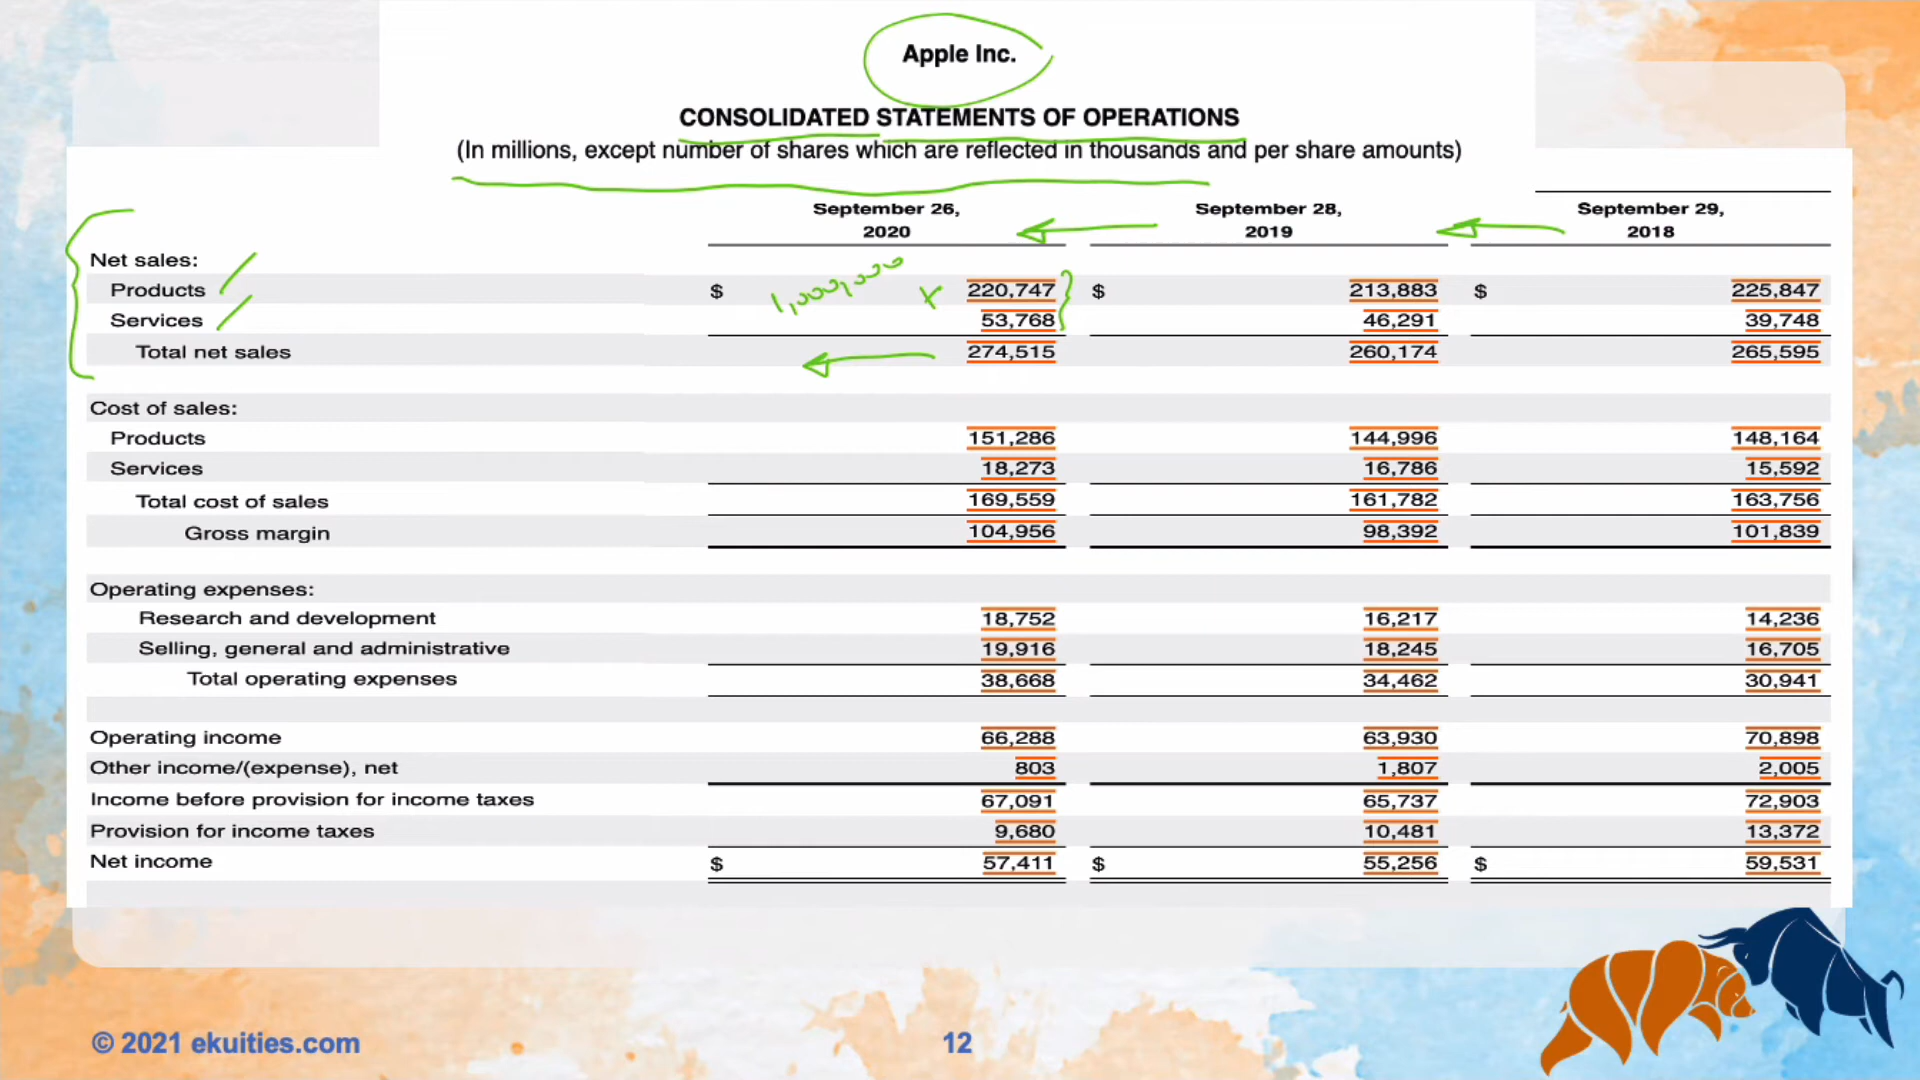 Apple Inc.
CONSOLIDATED STATEMENTS OF OPERATIONS
(In millions, except number of shares which are reflected in thousands and per share amounts)
September 26, 2020 September 28, 2019 September 29, 2018
Net sales:
Products $ 1,000,000 x 220,747 $ 213,883 $ 225,847
Services 53,768 46,291 39,748
Total net sales 274,515 260,174 265,595
Cost of sales:
Products 151,286 144,996 148,164
Services 18,273 16,786 15,592
Total cost of sales 169,559 161,782 163,756
Gross margin 104,956 98,392 101,839
Operating expenses:
Research and development 18,752 16,217 14,236
Selling, general and administrative 19,916 18,245 16,705
Total operating expenses 38,668 34,462 30,941
Operating income 66,288 63,930 70,898
Other income/(expense), net 803 1,807 2,005
Income before provision for income taxes 67,091 65,737 72,903
Provision for income taxes 9,680 10,481 13,372
Net income $ 57,411 $ 55,256 $ 59,531
© 2021 ekuities.com 12